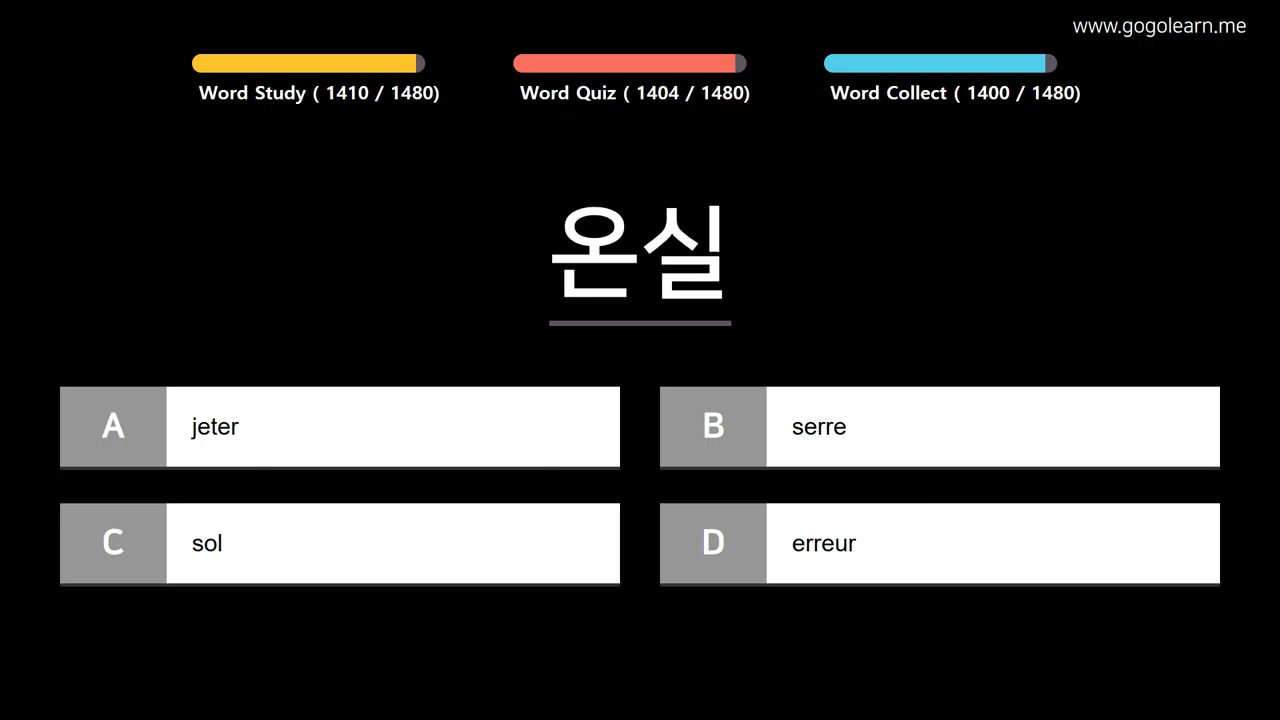 www.gogolearn.me
Word Study ( 1410 / 1480)
Word Quiz ( 1404 / 1480)
Word Collect ( 1400 / 1480)
온실
A jeter
B serre
C sol
D erreur